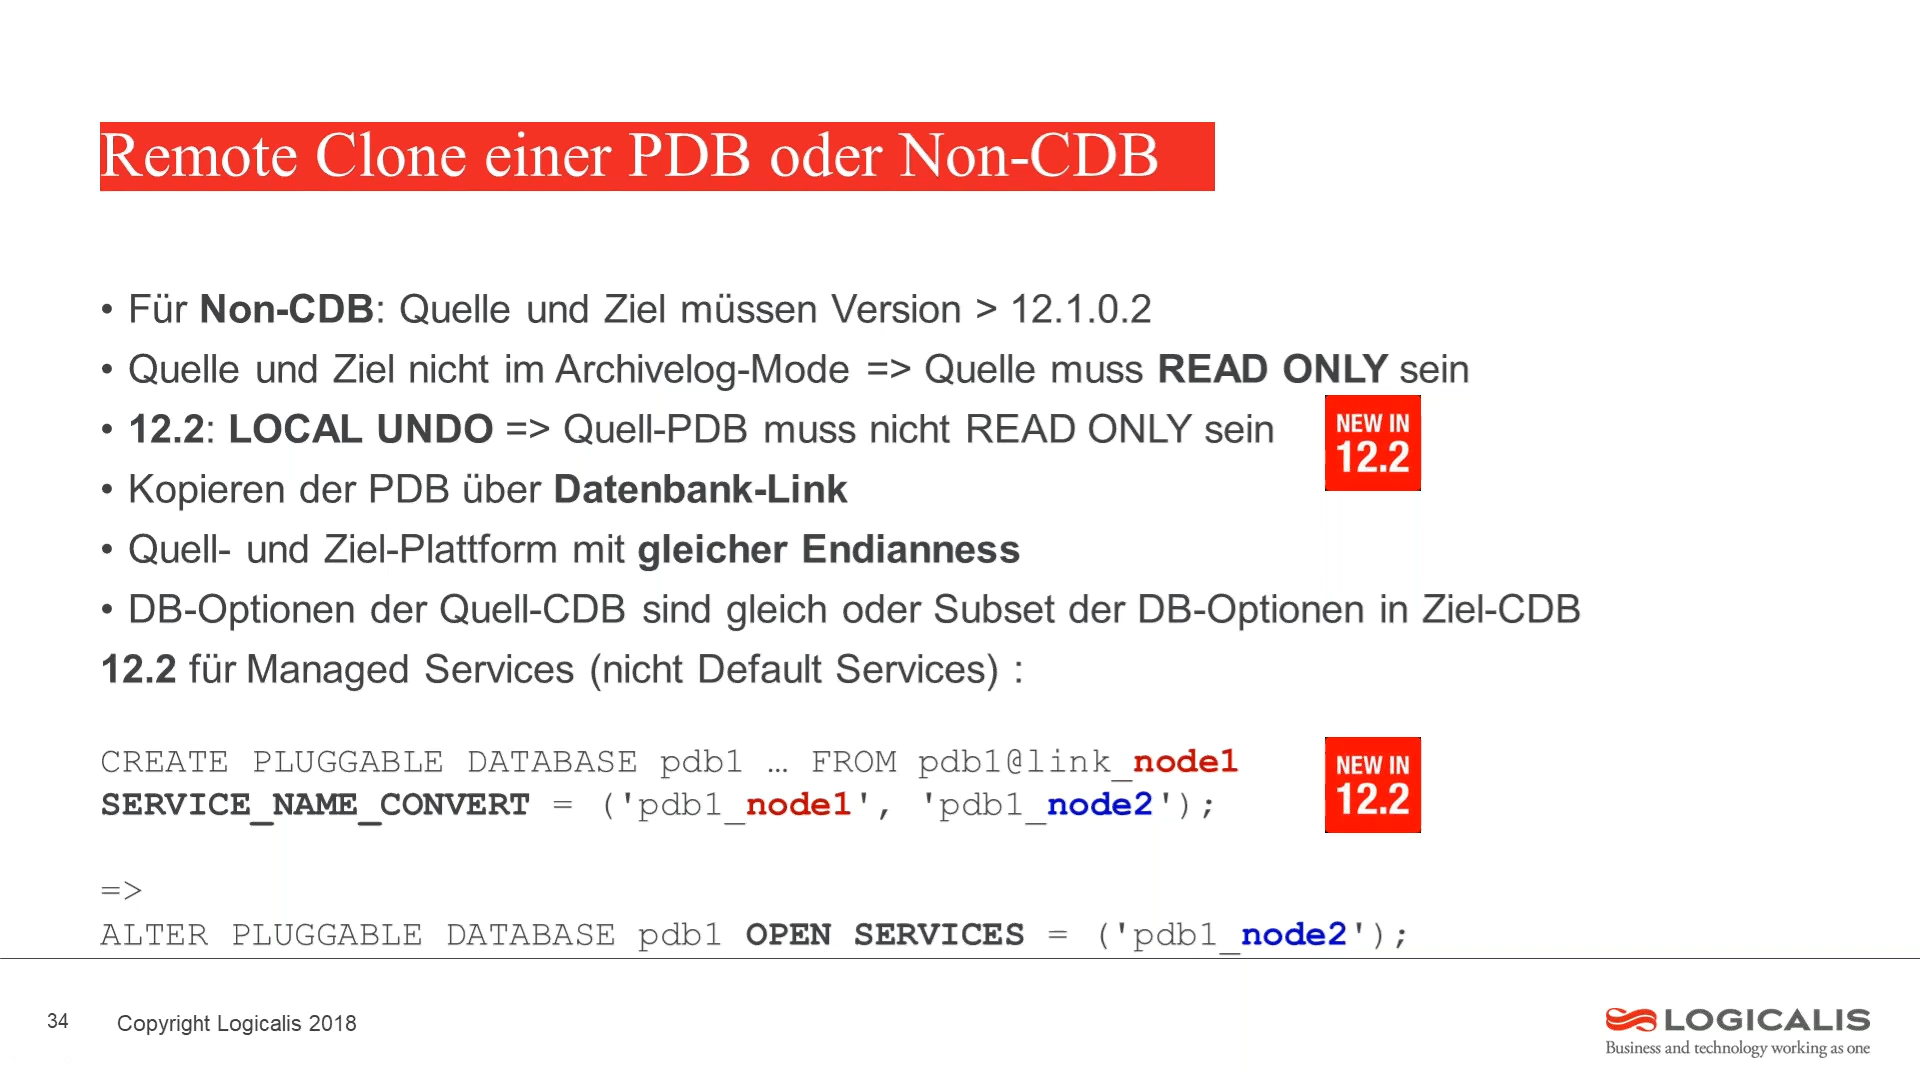 Remote Clone einer PDB oder Non-CDB
• Für Non-CDB: Quelle und Ziel müssen Version > 12.1.0.2
• Quelle und Ziel nicht im Archivelog-Mode => Quelle muss READ ONLY sein
• 12.2: LOCAL UNDO => Quell-PDB muss nicht READ ONLY sein
NEW IN
12.2
• Kopieren der PDB über Datenbank-Link
• Quell- und Ziel-Plattform mit gleicher Endianness
• DB-Optionen der Quell-CDB sind gleich oder Subset der DB-Optionen in Ziel-CDB
12.2 für Managed Services (nicht Default Services) :
CREATE PLUGGABLE DATABASE pdb1 … FROM pdb1@link_node1
SERVICE_NAME_CONVERT = ('pdb1_node1', 'pdb1_node2');
NEW IN
12.2
=>
ALTER PLUGGABLE DATABASE pdb1 OPEN SERVICES = ('pdb1_node2');
34 Copyright Logicalis 2018
LOGICALIS
Business and technology working as one